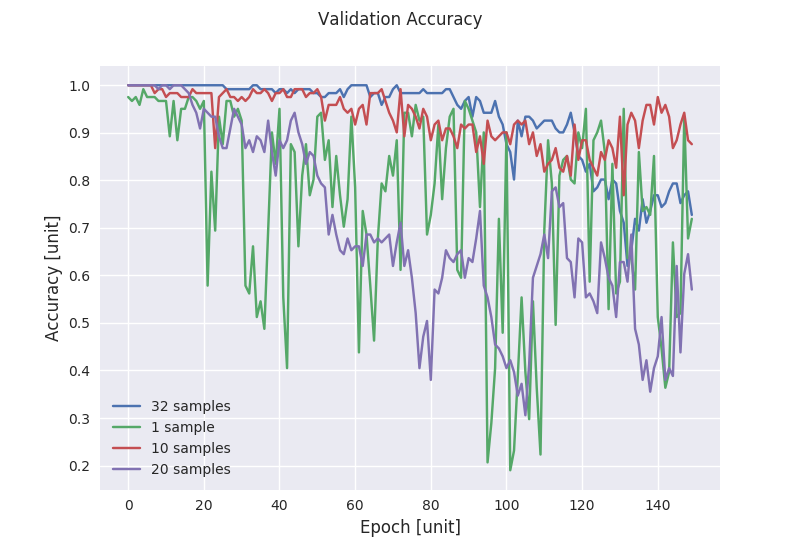 Validation Accuracy
1.0
0.9
0.8
0.7
0.6
0.5
0.4
0.3
0.2
Accuracy [unit]
32 samples
1 sample
10 samples
20 samples
0 20 40 60 80 100 120 140
Epoch [unit]